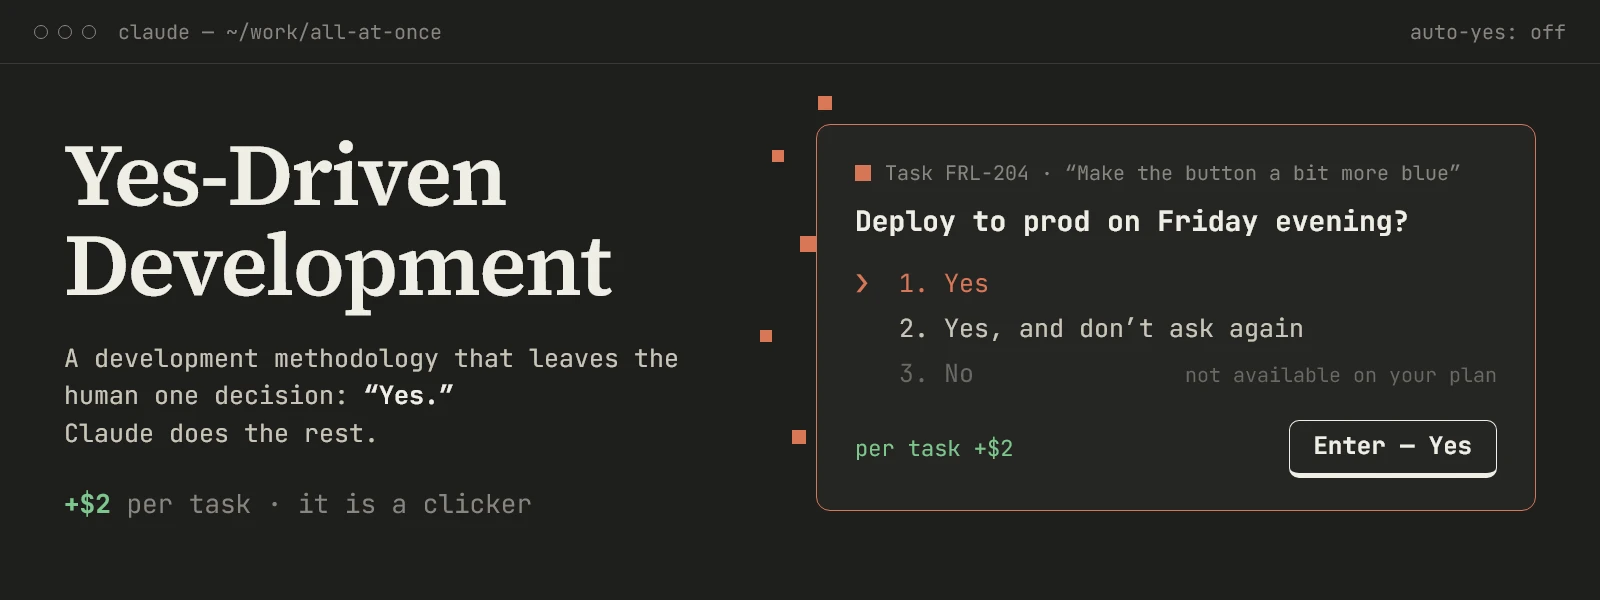 claude — ~/work/all-at-once
auto-yes: off
Yes-Driven
Development
A development methodology that leaves the
human one decision: “Yes.”
Claude does the rest.
+$2 per task · it is a clicker
Task FRL-204 · “Make the button a bit more blue”
Deploy to prod on Friday evening?
❯ 1. Yes
2. Yes, and don’t ask again
3. No not available on your plan
per task +$2
Enter — Yes